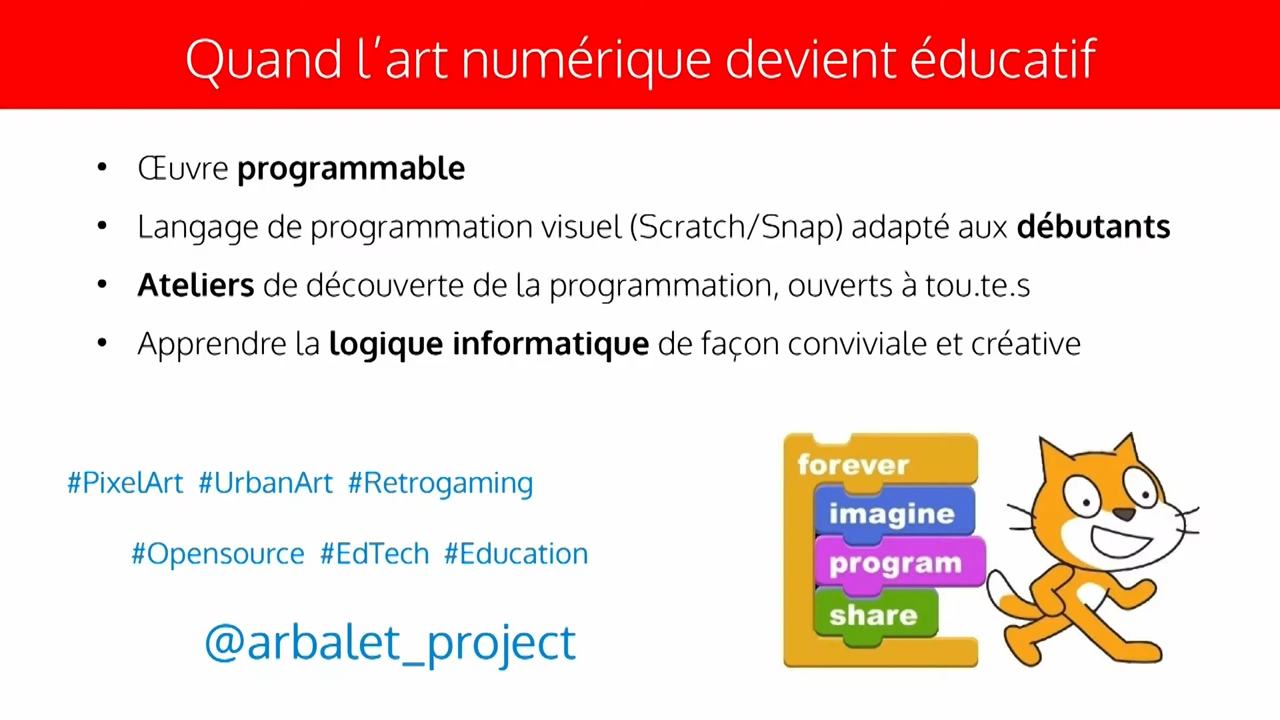 Quand l'art numérique devient éducatif
• Œuvre programmable
• Langage de programmation visuel (Scratch/Snap) adapté aux débutants
• Ateliers de découverte de la programmation, ouverts à tou.te.s
• Apprendre la logique informatique de façon conviviale et créative
#PixelArt #UrbanArt #Retrogaming
#Opensource #EdTech #Education
@arbalet_project
forever
imagine
program
share